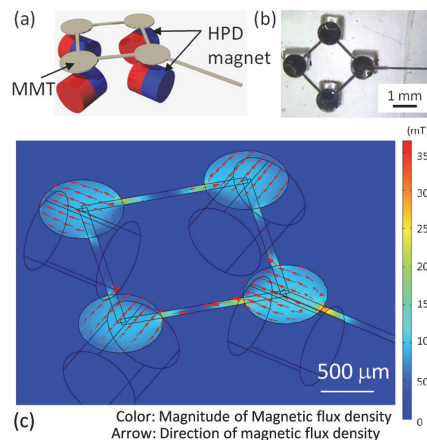 (a)
HPD
magnet
MMT
(b)
1 mm
(mT)
35
30
25
20
15
10
5
0
500 μm
(c)
Color: Magnitude of Magnetic flux density
Arrow: Direction of magnetic flux density